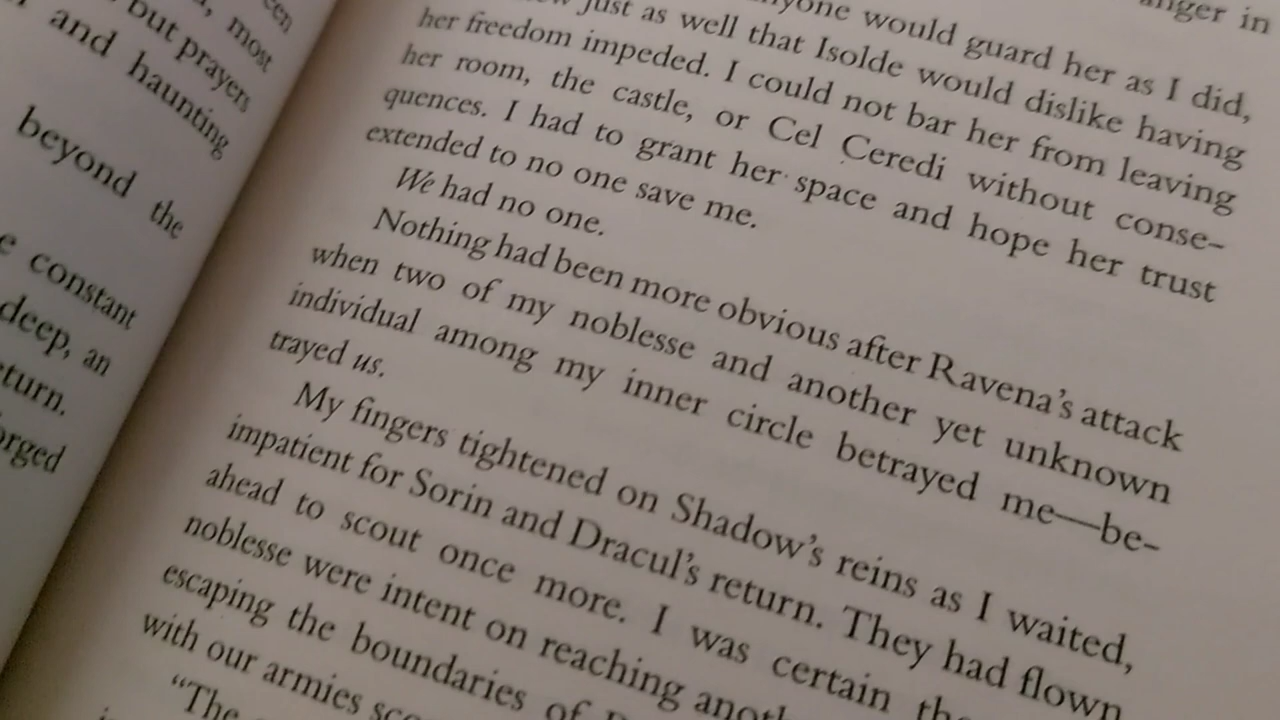 most
but prayers
and haunting
beyond the
constant
deep, an
anger in
would guard her as I did,
just as well that Isolde would dislike having
her freedom impeded. I could not bar her from leaving
her room, the castle, or Cel Ceredi without conse-
quences. I had to grant her space and hope her trust
extended to no one save me.
We had no one.
Nothing had been more obvious after Ravena's attack
when two of my noblesse and another yet unknown
individual among my inner circle betrayed me—be-
trayed us.
My fingers tightened on Shadow's reins as I waited,
impatient for Sorin and Dracul's return. They had flown
ahead to scout once more. I was certain
noblesse were intent on reaching
escaping the boundaries of
with our armies
“The